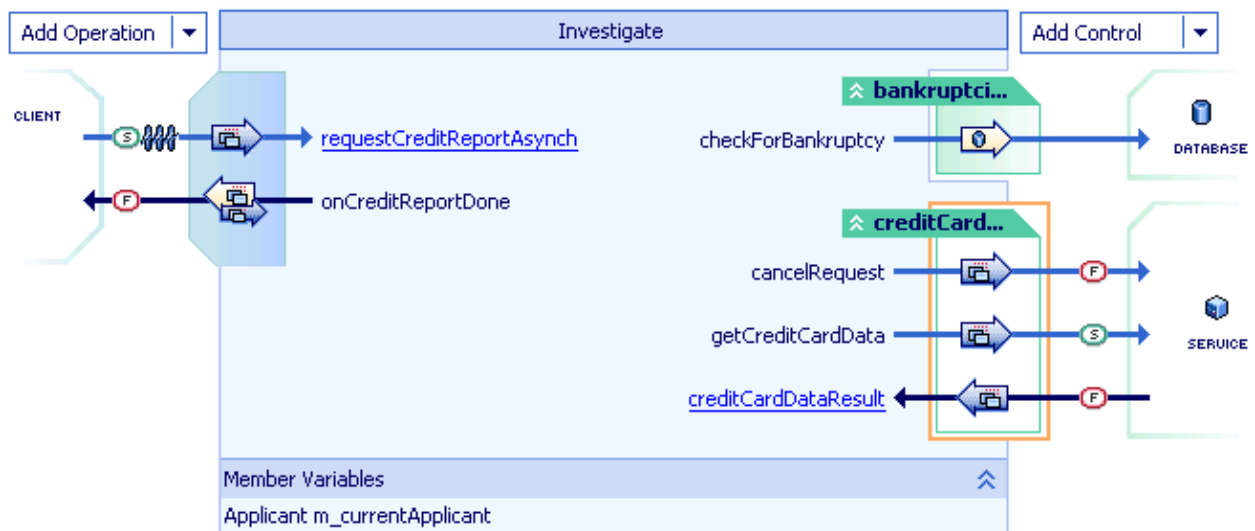 Add Operation
Investigate
Add Control
bankruptci...
CLIENT
S
requestCreditReportAsynch
checkForBankruptcy
DATABASE
F
onCreditReportDone
creditCard...
cancelRequest
F
getCreditCardData
S
SERVICE
creditCardDataResult
F
Member Variables
Applicant m_currentApplicant